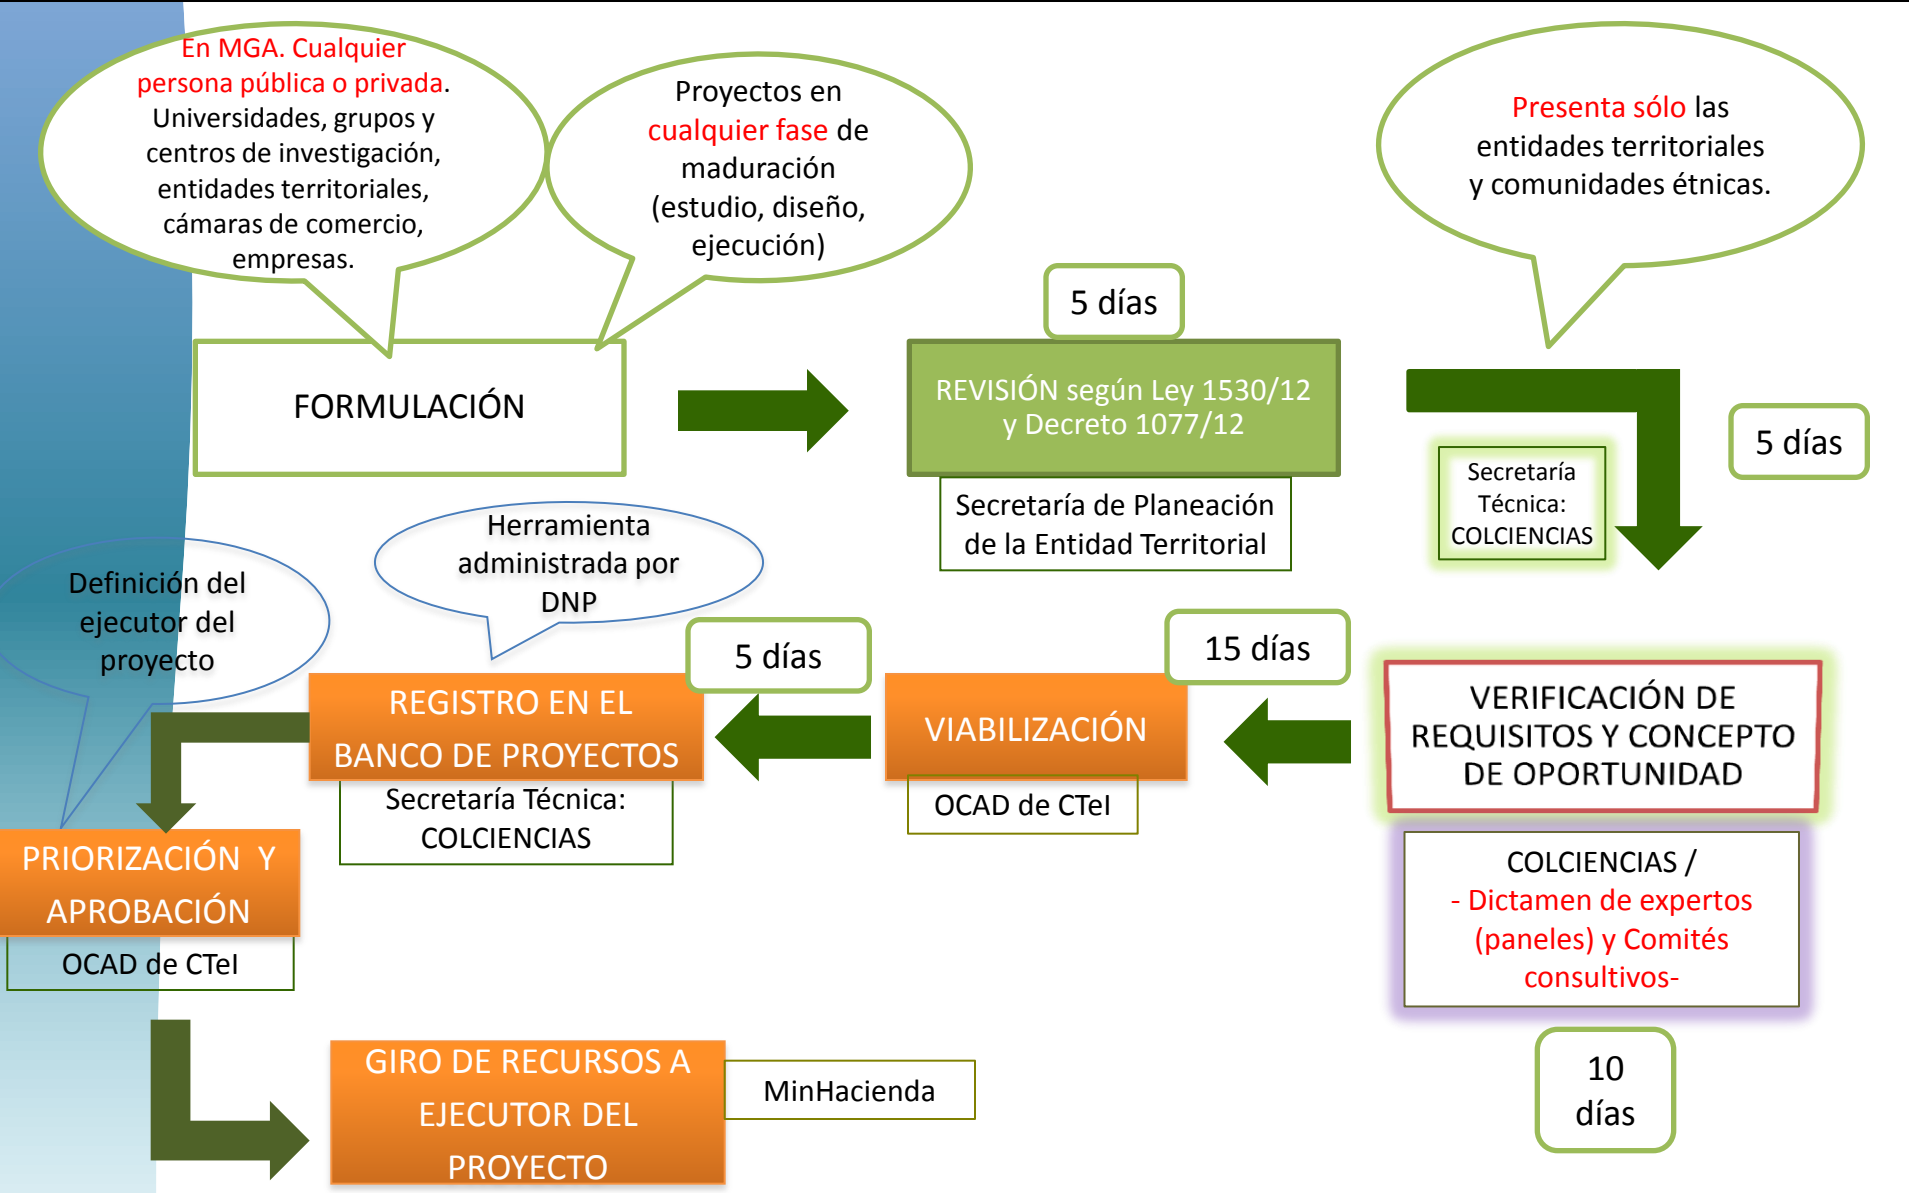 En MGA. Cualquier
persona pública o privada.
Universidades, grupos y
centros de investigación,
entidades territoriales,
cámaras de comercio,
empresas.
Proyectos en
cualquier fase de
maduración
(estudio, diseño,
ejecución)
Presenta sólo las
entidades territoriales
y comunidades étnicas.
5 días
FORMULACIÓN
REVISIÓN según Ley 1530/12
y Decreto 1077/12
Secretaría de Planeación
de la Entidad Territorial
5 días
Secretaría
Técnica:
COLCIENCIAS
Herramienta
administrada por
DNP
Definición del
ejecutor del
proyecto
15 días
5 días
VERIFICACIÓN DE
REQUISITOS Y CONCEPTO
DE OPORTUNIDAD
COLCIENCIAS /
- Dictamen de expertos
(paneles) y Comités
consultivos-
10
días
VIABILIZACIÓN
OCAD de CTeI
REGISTRO EN EL
BANCO DE PROYECTOS
Secretaría Técnica:
COLCIENCIAS
PRIORIZACIÓN Y
APROBACIÓN
OCAD de CTeI
GIRO DE RECURSOS A
EJECUTOR DEL
PROYECTO
MinHacienda